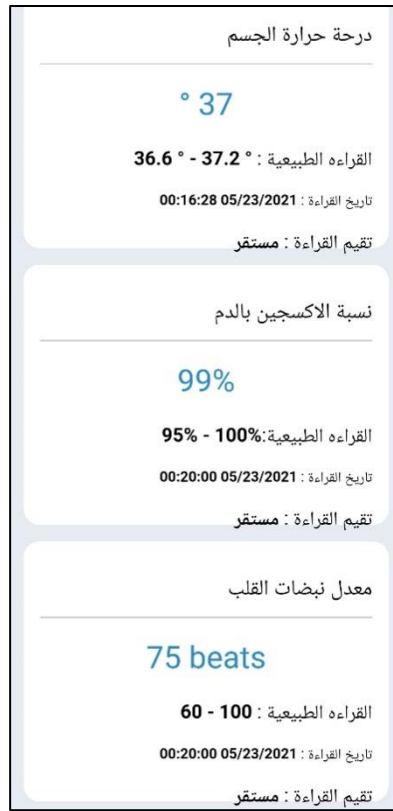 درحة حرارة الجسم
37 °
القراءه الطبيعية : 36.6 ° - 37.2 °
تاريخ القراءة : 00:16:28 05/23/2021
تقيم القراءة : مستقر
نسبة الاكسجين بالدم
99%
القراءه الطبيعية:95% - 100%
تاريخ القراءة : 00:20:00 05/23/2021
تقيم القراءة : مستقر
معدل نبضات القلب
75 beats
القراءه الطبيعية : 60 - 100
تاريخ القراءة : 00:20:00 05/23/2021
تقيم القراءة : مستقر